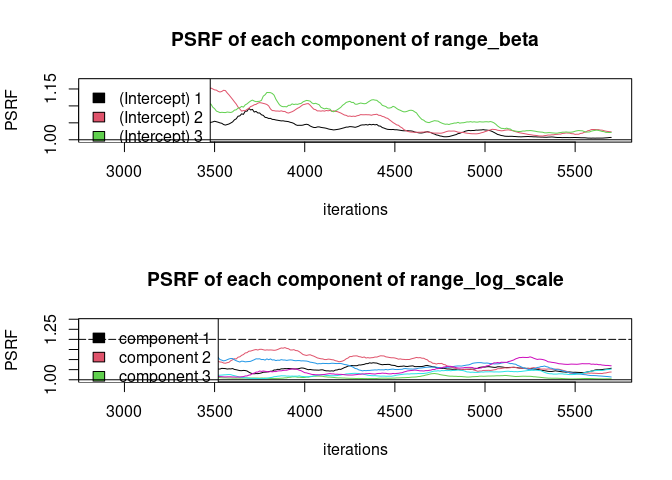 PSRF of each component of range_beta
PSRF
1.15
1.00
(Intercept) 1
(Intercept) 2
(Intercept) 3
3000 3500 4000 4500 5000 5500
iterations
PSRF of each component of range_log_scale
PSRF
1.25
1.00
component 1
component 2
component 3
3000 3500 4000 4500 5000 5500
iterations